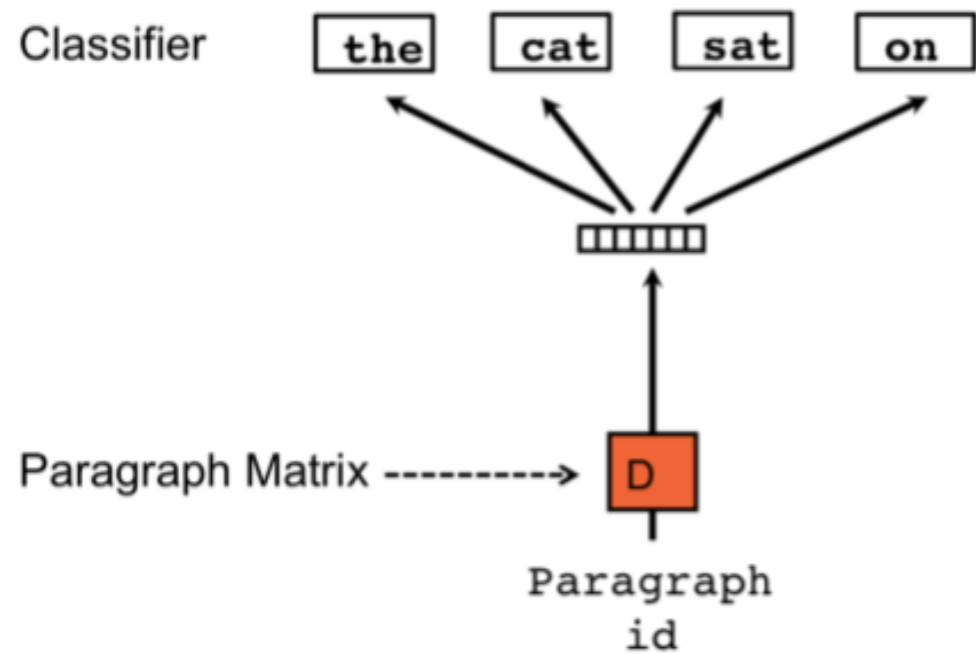 Classifier the cat sat on
Paragraph Matrix D
Paragraph
id